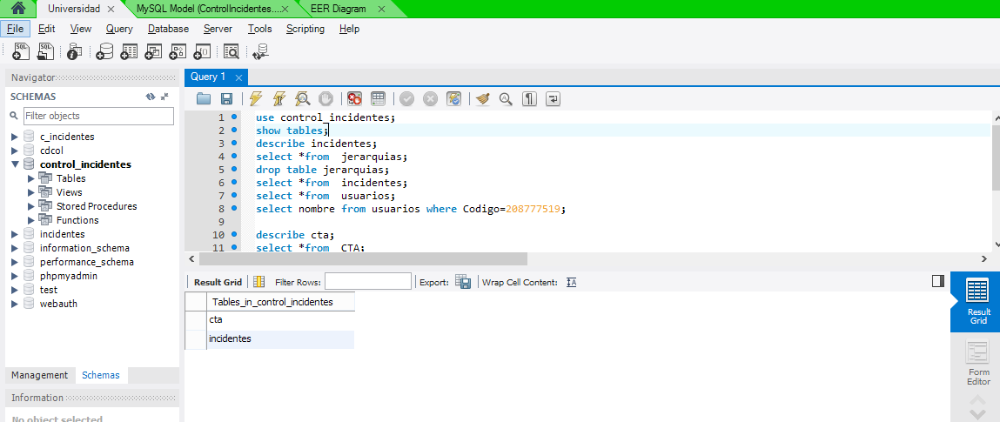 Universidad MySQL Model (ControlIncidentes.... EER Diagram
File Edit View Query Database Server Tools Scripting Help
Navigator
SCHEMAS
Filter objects
c_incidentes
cdcol
control_incidentes
Tables
Views
Stored Procedures
Functions
incidentes
information_schema
performance_schema
phpmyadmin
test
webauth
Management Schemas
Information
No object selected
Query 1
1 use control_incidentes;
2 show tables;
3 describe incidentes;
4 select *from  jerarquias;
5 drop table jerarquias;
6 select *from  incidentes;
7 select *from  usuarios;
8 select nombre from usuarios where Codigo=208777519;
9
10 describe cta;
11 select *from  CTA;
Result Grid Filter Rows: Export: Wrap Cell Content:
Tables_in_control_incidentes
cta
incidentes
Result
Grid
Form
Editor